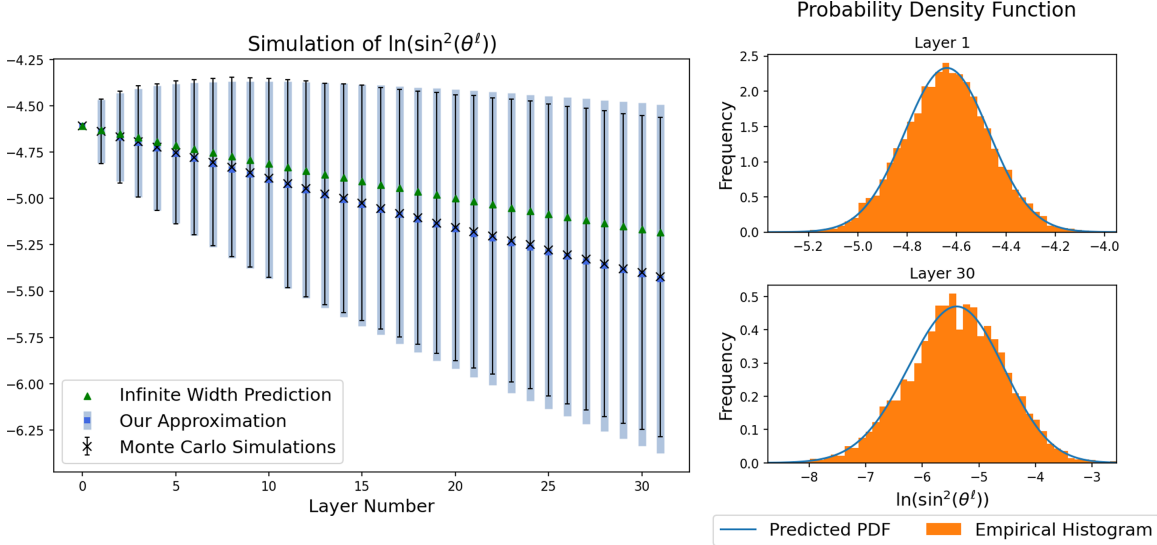 Simulation of ln(sin²(θ^ℓ))
−4.25
−4.50
−4.75
−5.00
−5.25
−5.50
−5.75
−6.00
−6.25
Infinite Width Prediction
Our Approximation
Monte Carlo Simulations
0 5 10 15 20 25 30
Layer Number
Probability Density Function
Layer 1
Frequency
2.5
2.0
1.5
1.0
0.5
0.0
−5.2 −5.0 −4.8 −4.6 −4.4 −4.2 −4.0
Layer 30
Frequency
0.5
0.4
0.3
0.2
0.1
0.0
−8 −7 −6 −5 −4 −3
ln(sin²(θ^ℓ))
Predicted PDF Empirical Histogram